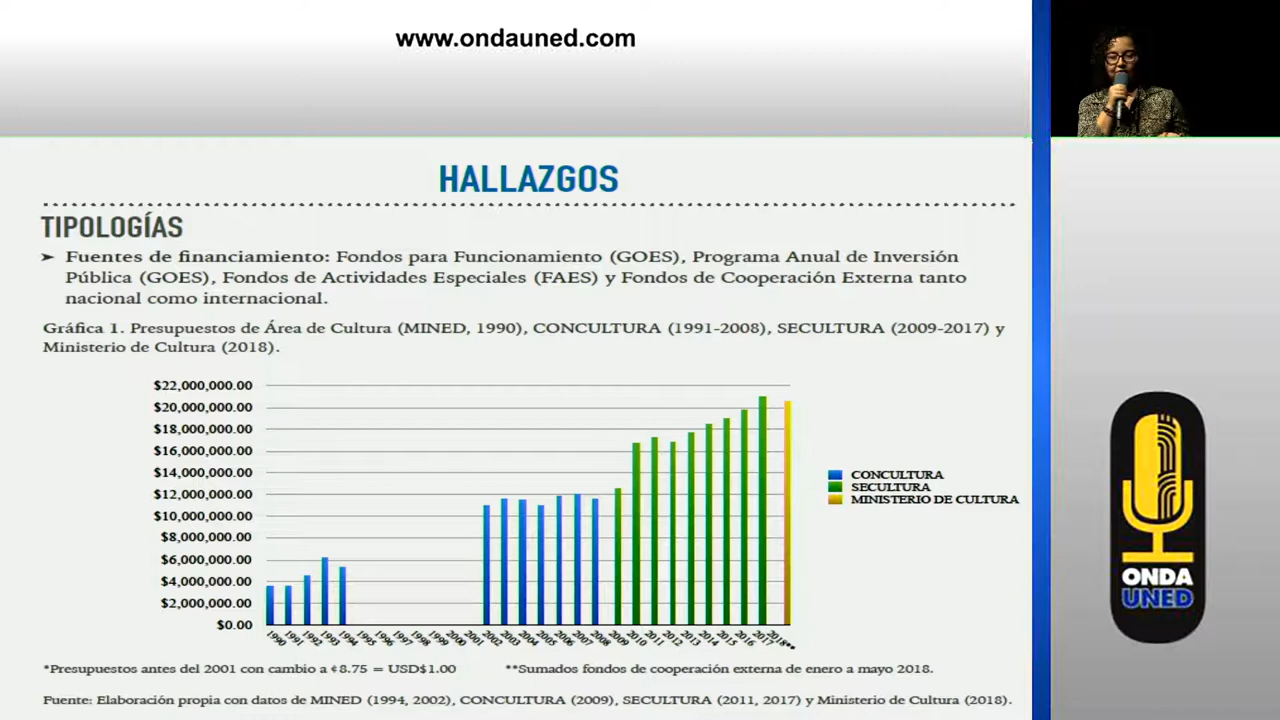 www.ondauned.com
HALLAZGOS
TIPOLOGÍAS
➤ Fuentes de financiamiento: Fondos para Funcionamiento (GOES), Programa Anual de Inversión
Pública (GOES), Fondos de Actividades Especiales (FAES) y Fondos de Cooperación Externa tanto
nacional como internacional.
Gráfica 1. Presupuestos de Área de Cultura (MINED, 1990), CONCULTURA (1991-2008), SECULTURA (2009-2017) y
Ministerio de Cultura (2018).
$22,000,000.00
$20,000,000.00
$18,000,000.00
$16,000,000.00
$14,000,000.00
$12,000,000.00
$10,000,000.00
$8,000,000.00
$6,000,000.00
$4,000,000.00
$2,000,000.00
$0.00
1990 1991 1992 1993 1994 1995 1996 1997 1998 1999 2000 2001 2002 2003 2004 2005 2006 2007 2008 2009 2010 2011 2012 2013 2014 2015 2016 2017 2018**
CONCULTURA
SECULTURA
MINISTERIO DE CULTURA
*Presupuestos antes del 2001 con cambio a ¢8.75 = USD$1.00 **Sumados fondos de cooperación externa de enero a mayo 2018.
Fuente: Elaboración propia con datos de MINED (1994, 2002), CONCULTURA (2009), SECULTURA (2011, 2017) y Ministerio de Cultura (2018).
ONDA
UNED